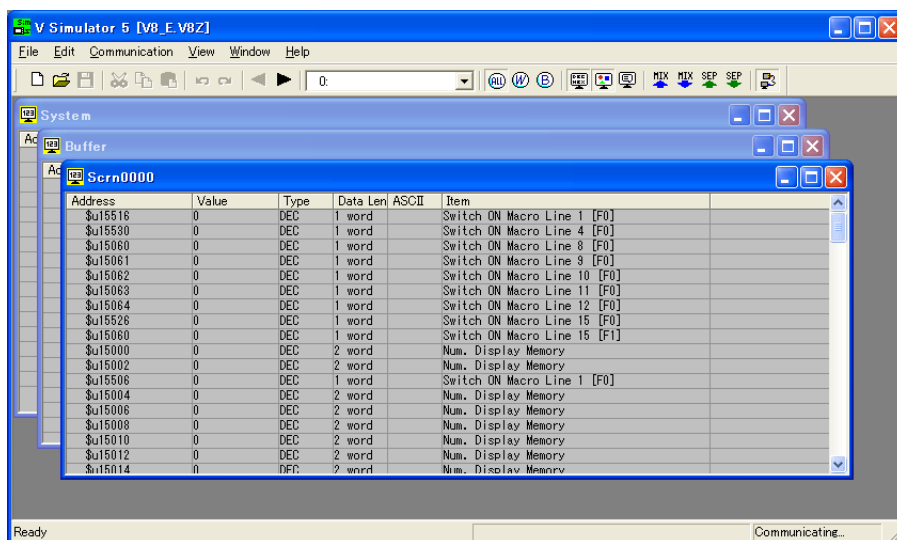 V Simulator 5 [V8_E.V8Z]
File Edit Communication View Window Help
0: ALL W B MIX MIX SEP SEP
System
Ad
Buffer
Ad
Scrn0000
Address Value Type Data Len ASCII Item
$u15516 0 DEC 1 word Switch ON Macro Line 1 [F0]
$u15530 0 DEC 1 word Switch ON Macro Line 4 [F0]
$u15060 0 DEC 1 word Switch ON Macro Line 8 [F0]
$u15061 0 DEC 1 word Switch ON Macro Line 9 [F0]
$u15062 0 DEC 1 word Switch ON Macro Line 10 [F0]
$u15063 0 DEC 1 word Switch ON Macro Line 11 [F0]
$u15064 0 DEC 1 word Switch ON Macro Line 12 [F0]
$u15526 0 DEC 1 word Switch ON Macro Line 15 [F0]
$u15060 0 DEC 1 word Switch ON Macro Line 15 [F1]
$u15000 0 DEC 2 word Num. Display Memory
$u15002 0 DEC 2 word Num. Display Memory
$u15506 0 DEC 1 word Switch ON Macro Line 1 [F0]
$u15004 0 DEC 2 word Num. Display Memory
$u15006 0 DEC 2 word Num. Display Memory
$u15008 0 DEC 2 word Num. Display Memory
$u15010 0 DEC 2 word Num. Display Memory
$u15012 0 DEC 2 word Num. Display Memory
$u15014 0 DEC 2 word Num. Display Memory
Ready Communicating...